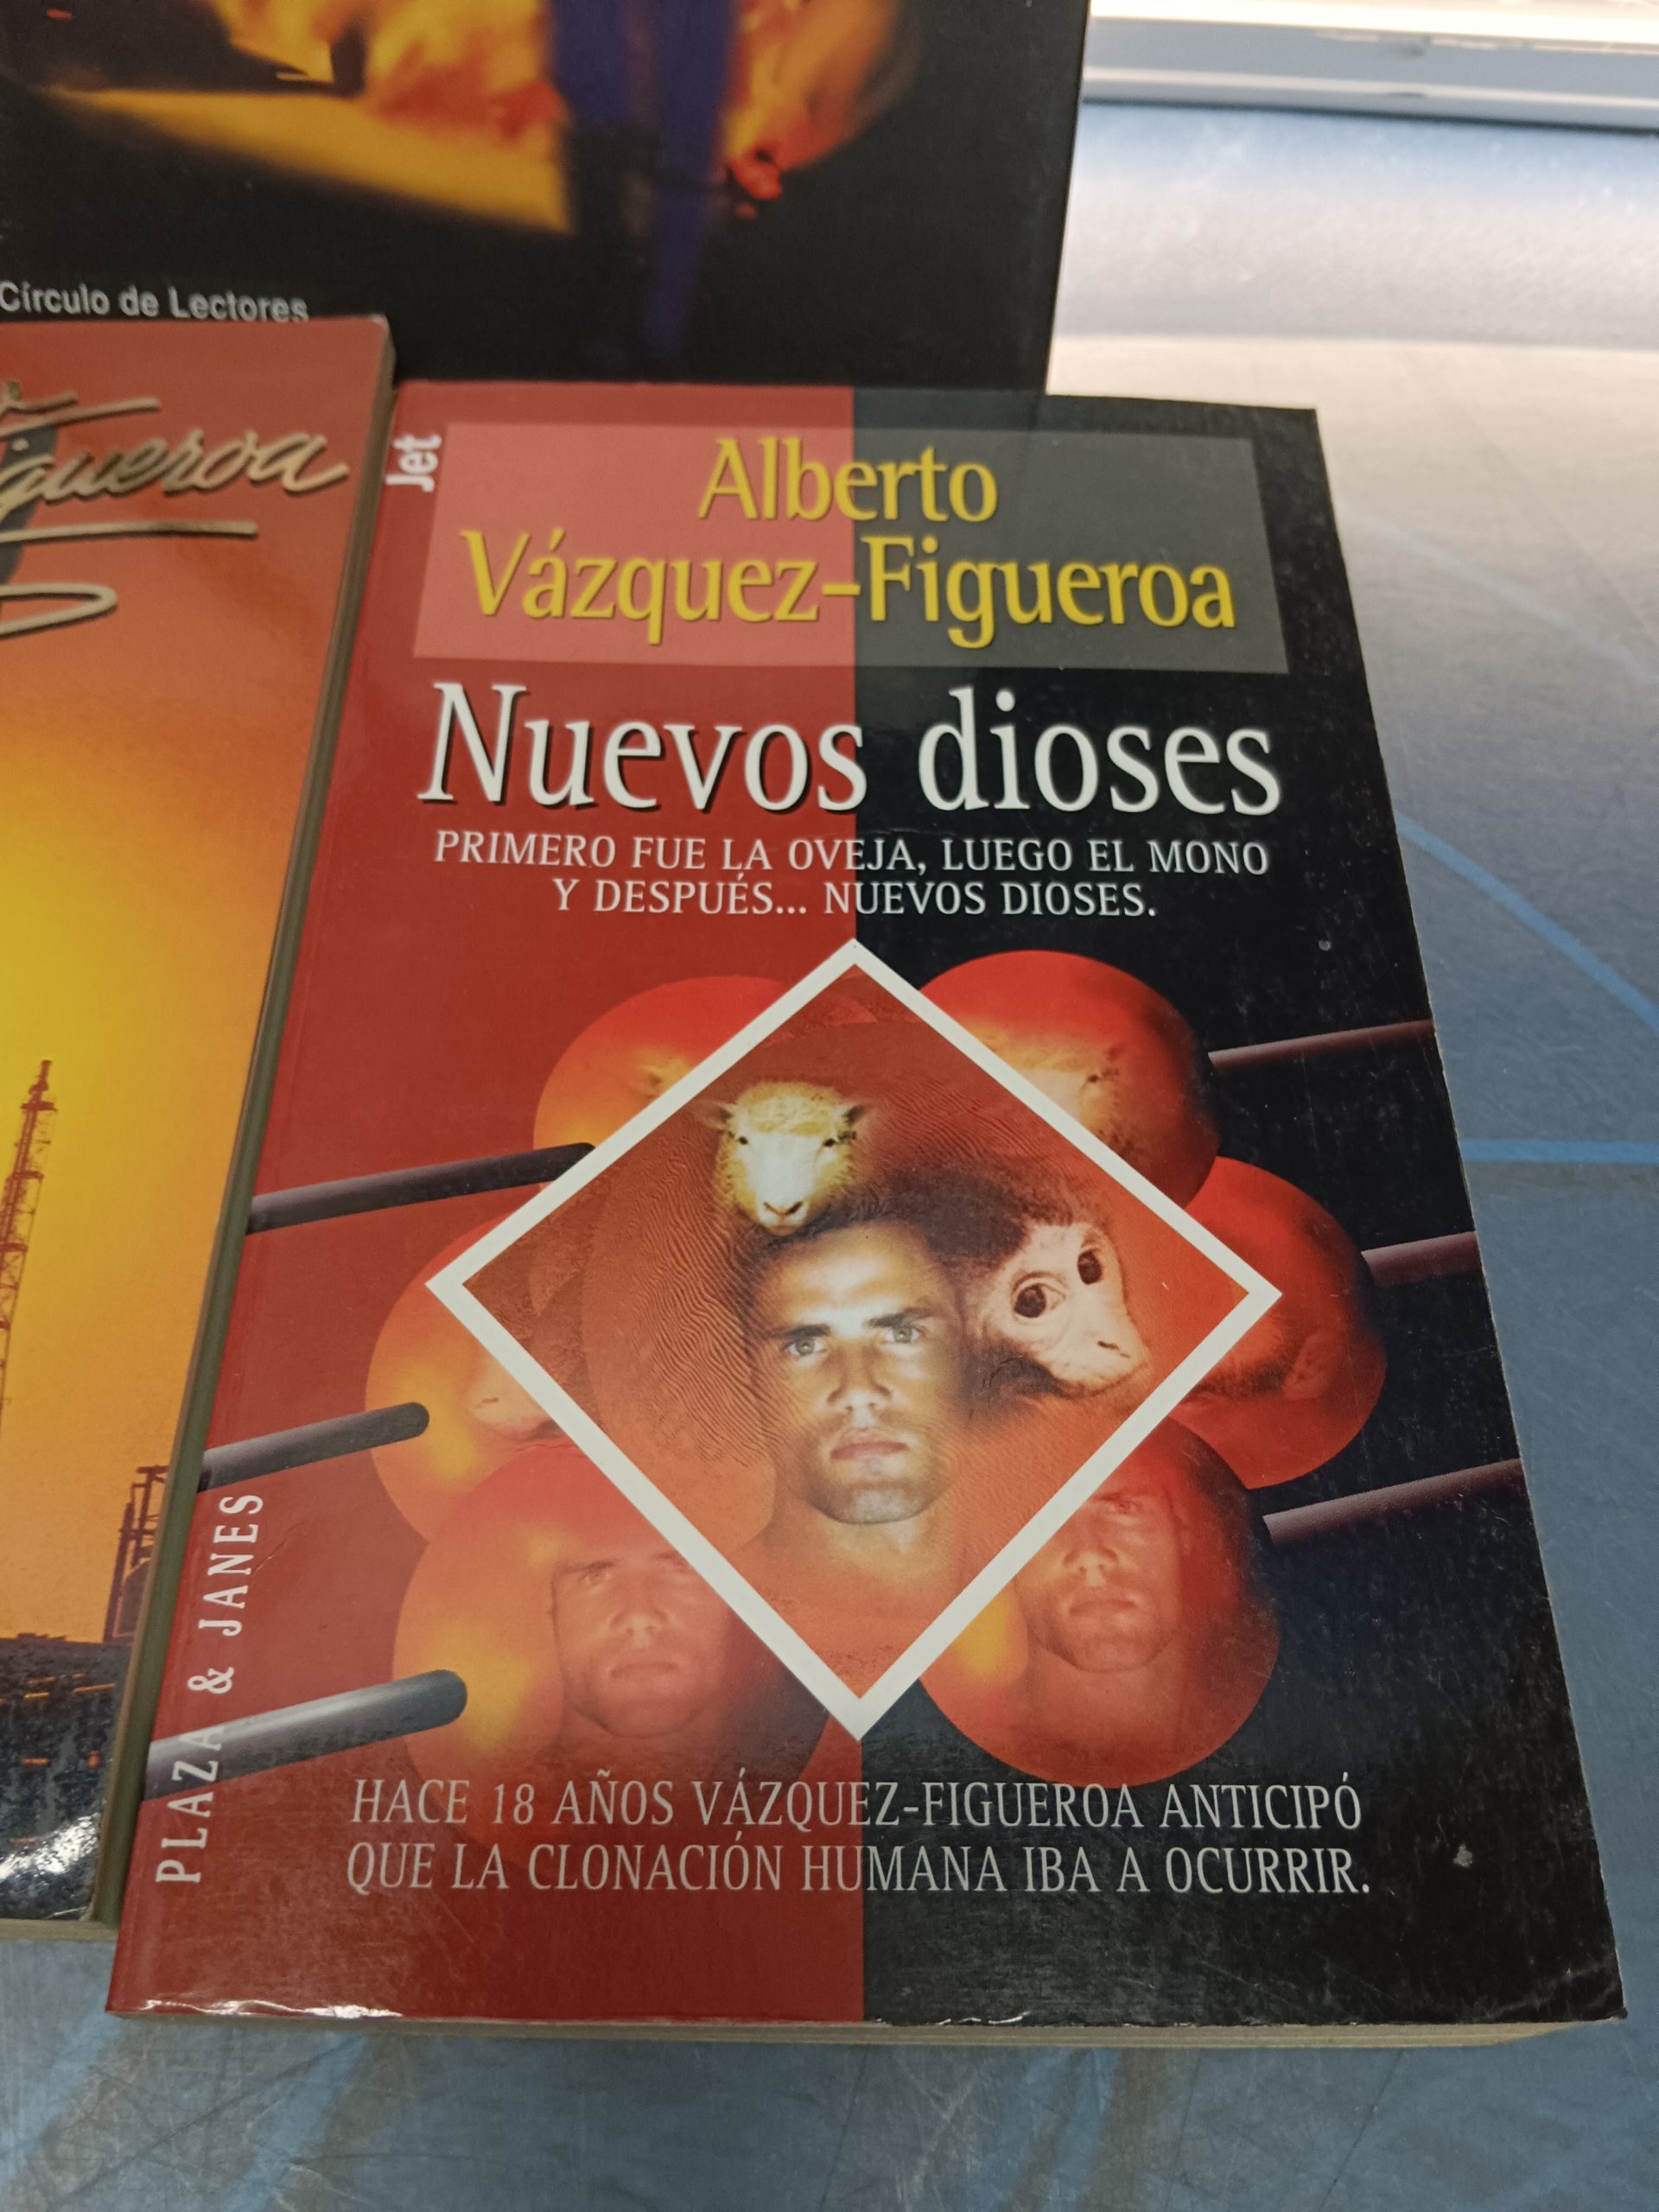 Círculo de Lectores
Figueroa
Jet
Alberto
Vázquez-Figueroa
Nuevos dioses
PRIMERO FUE LA OVEJA, LUEGO EL MONO
Y DESPUÉS... NUEVOS DIOSES.
PLAZA & JANES
HACE 18 AÑOS VÁZQUEZ-FIGUEROA ANTICIPÓ
QUE LA CLONACIÓN HUMANA IBA A OCURRIR.